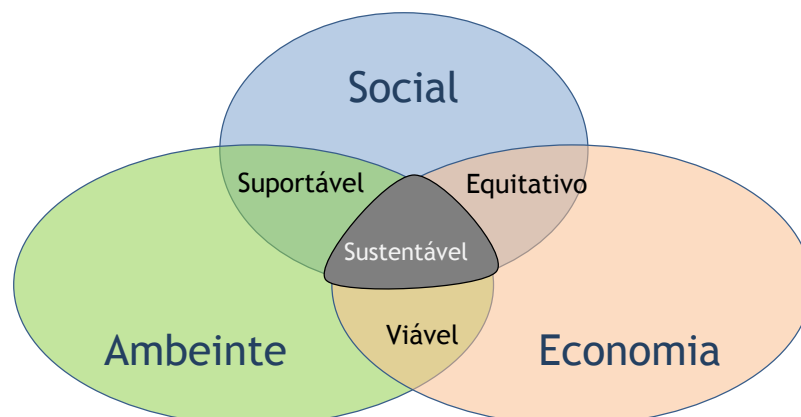 Social
Suportável
Equitativo
Sustentável
Viável
Ambeinte
Economia